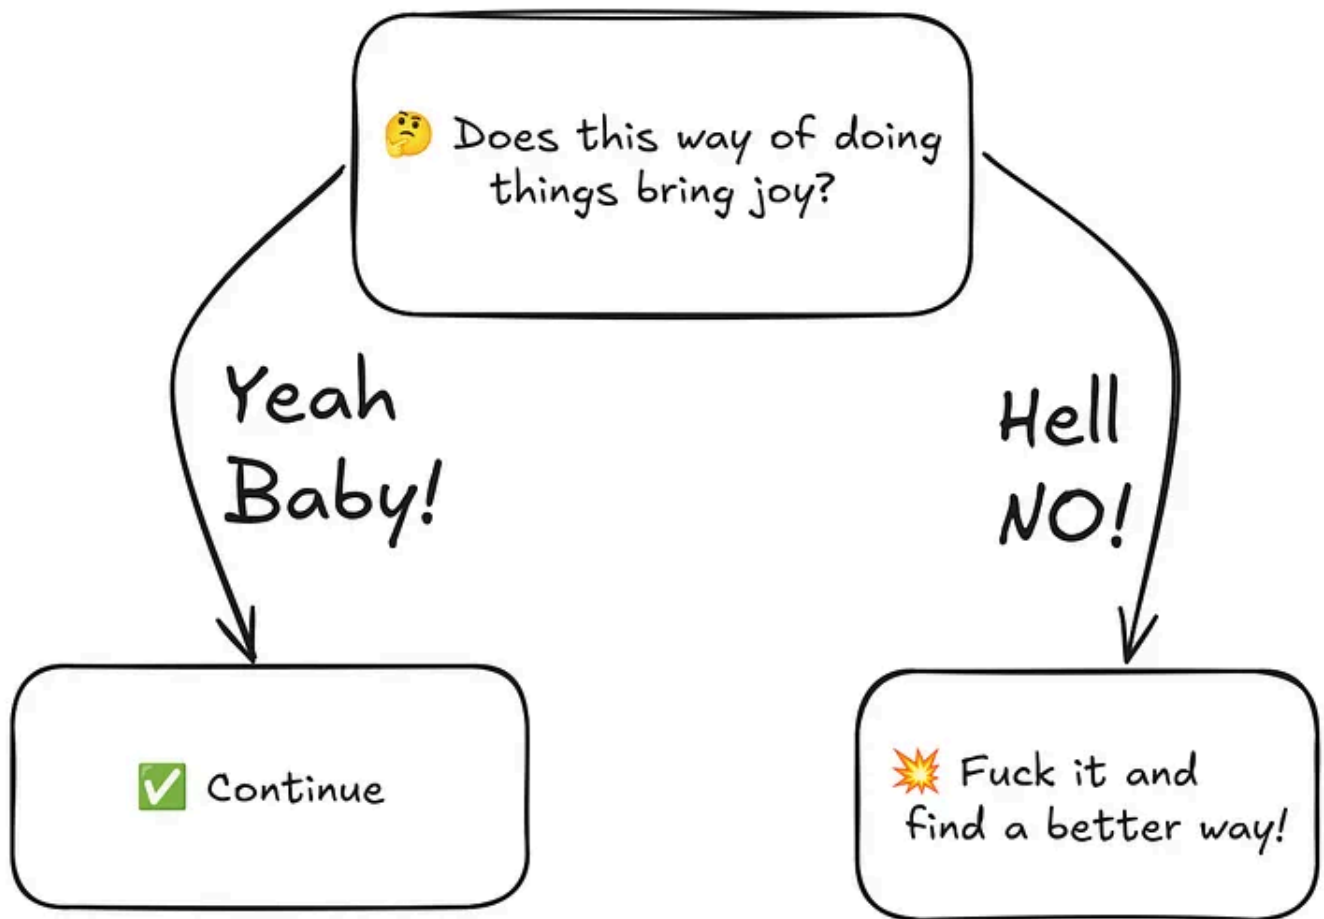 🤔 Does this way of doing
things bring joy?
Yeah
Baby!
Hell
NO!
✅ Continue
💥 Fuck it and
find a better way!